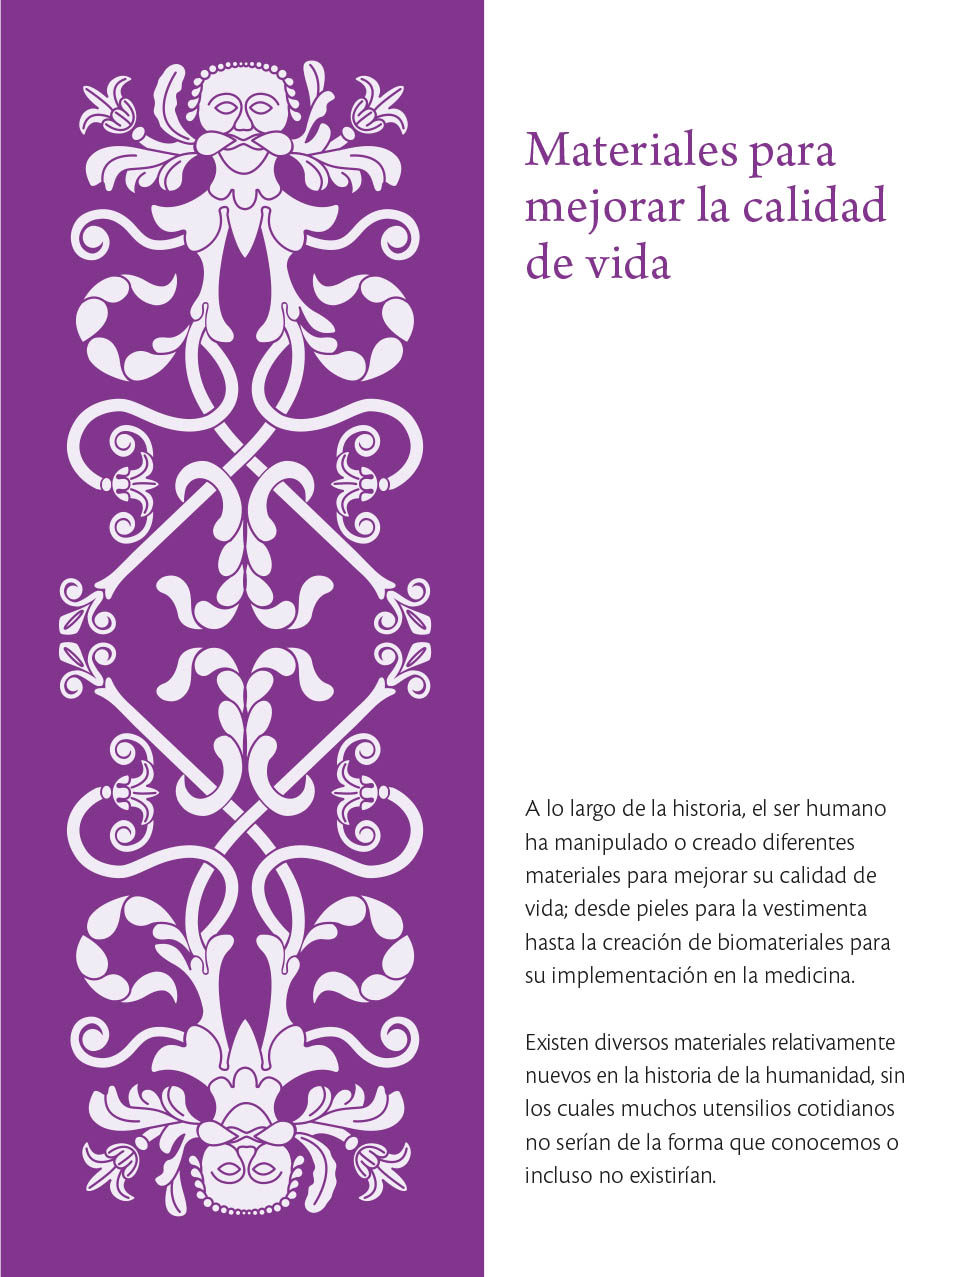 Materiales para
mejorar la calidad
de vida
A lo largo de la historia, el ser humano
ha manipulado o creado diferentes
materiales para mejorar su calidad de
vida; desde pieles para la vestimenta
hasta la creación de biomateriales para
su implementación en la medicina.
Existen diversos materiales relativamente
nuevos en la historia de la humanidad, sin
los cuales muchos utensilios cotidianos
no serían de la forma que conocemos o
incluso no existirían.